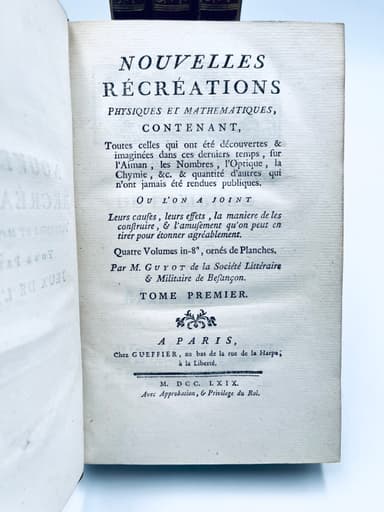 NOUVELLES
RÉCRÉATIONS
PHYSIQUES ET MATHEMATIQUES,
CONTENANT,
Toutes celles qui ont été découvertes &
imaginées dans ces derniers temps, sur
l'Aiman, les Nombres, l'Optique, la
Chymie, &c. & quantité d'autres qui
n'ont jamais été rendues publiques.
OU L'ON A JOINT
Leurs causes, leurs effets, la maniere de les
construire, & l'amusement qu'on peut en
tirer pour étonner agréablement.
Quatre Volumes in-8°, ornés de Planches.
Par M. GUYOT de la Société Littéraire
& Militaire de Besançon.
TOME PREMIER.
A PARIS,
Chez GUEFFIER, au bas de la rue de la Harpe,
à la Liberté.
M. DCC. LXIX.
Avec Approbation, & Privilege du Roi.